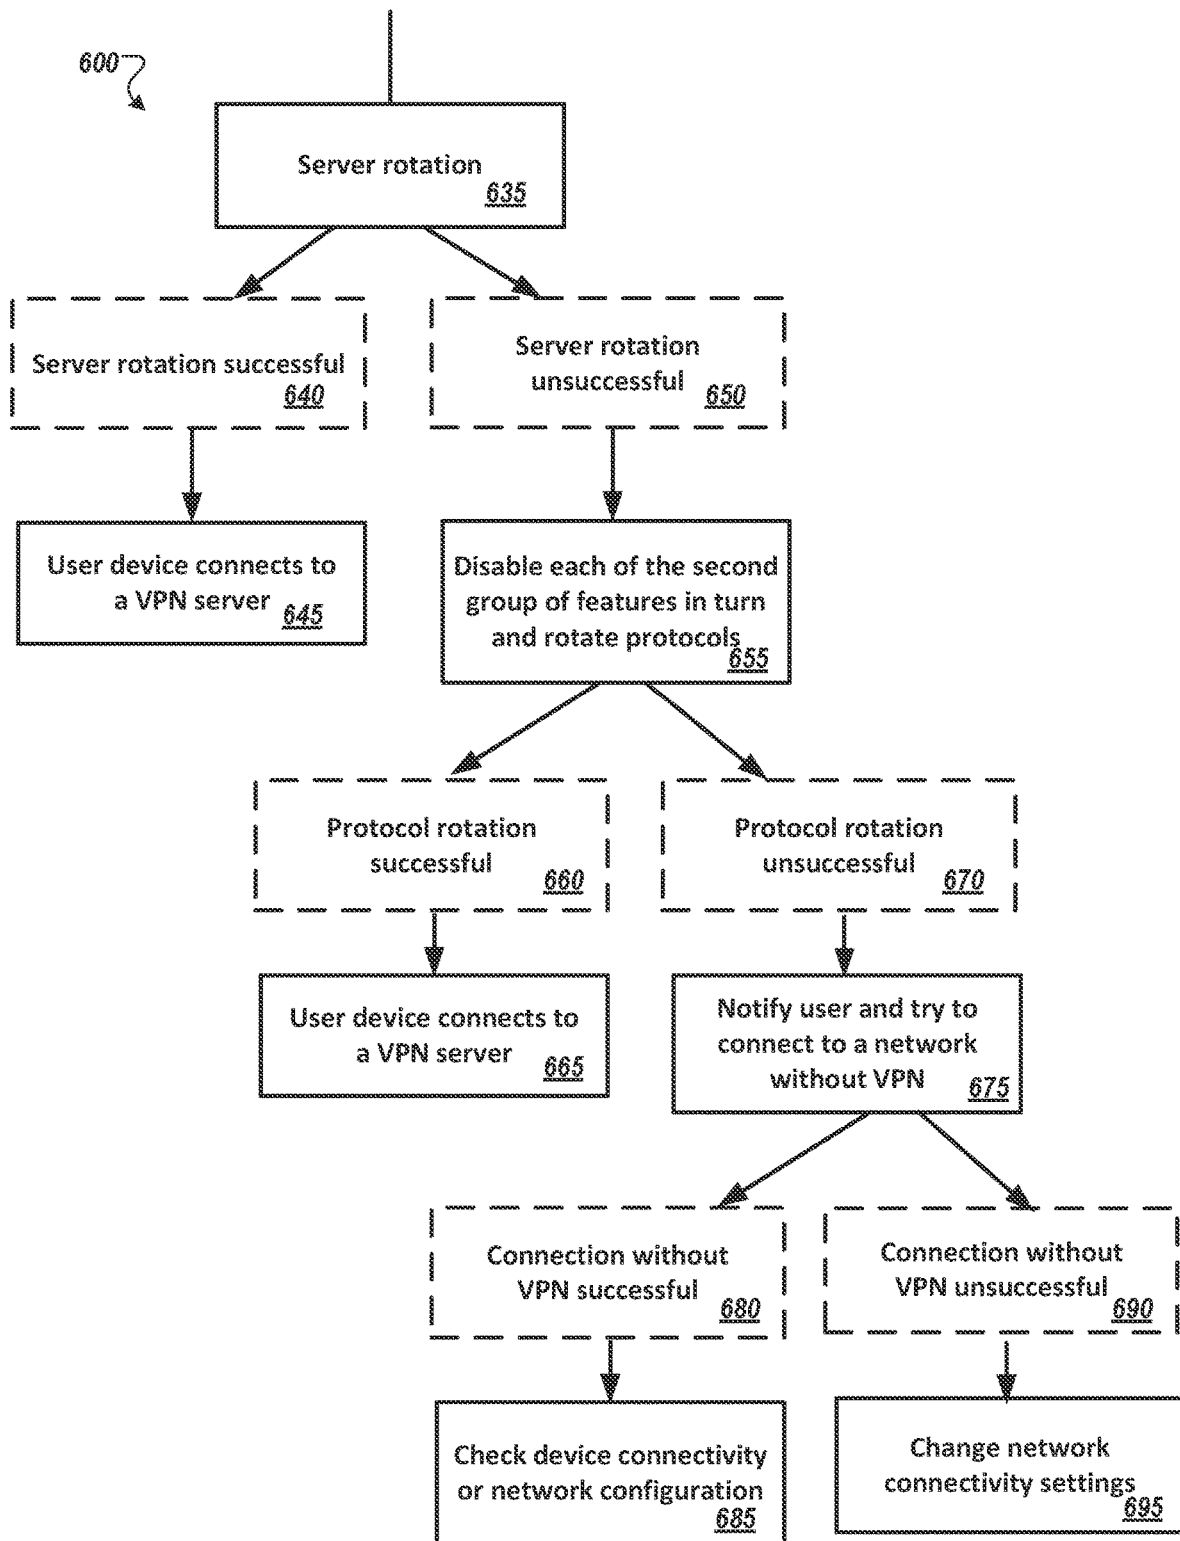 600
Server rotation
635
Server rotation successful
640
Server rotation
unsuccessful
650
User device connects to
a VPN server
645
Disable each of the second
group of features in turn
and rotate protocols
655
Protocol rotation
successful
660
Protocol rotation
unsuccessful
670
User device connects to
a VPN server
665
Notify user and try to
connect to a network
without VPN
675
Connection without
VPN successful
680
Connection without
VPN unsuccessful
690
Check device connectivity
or network configuration
685
Change network
connectivity settings
695